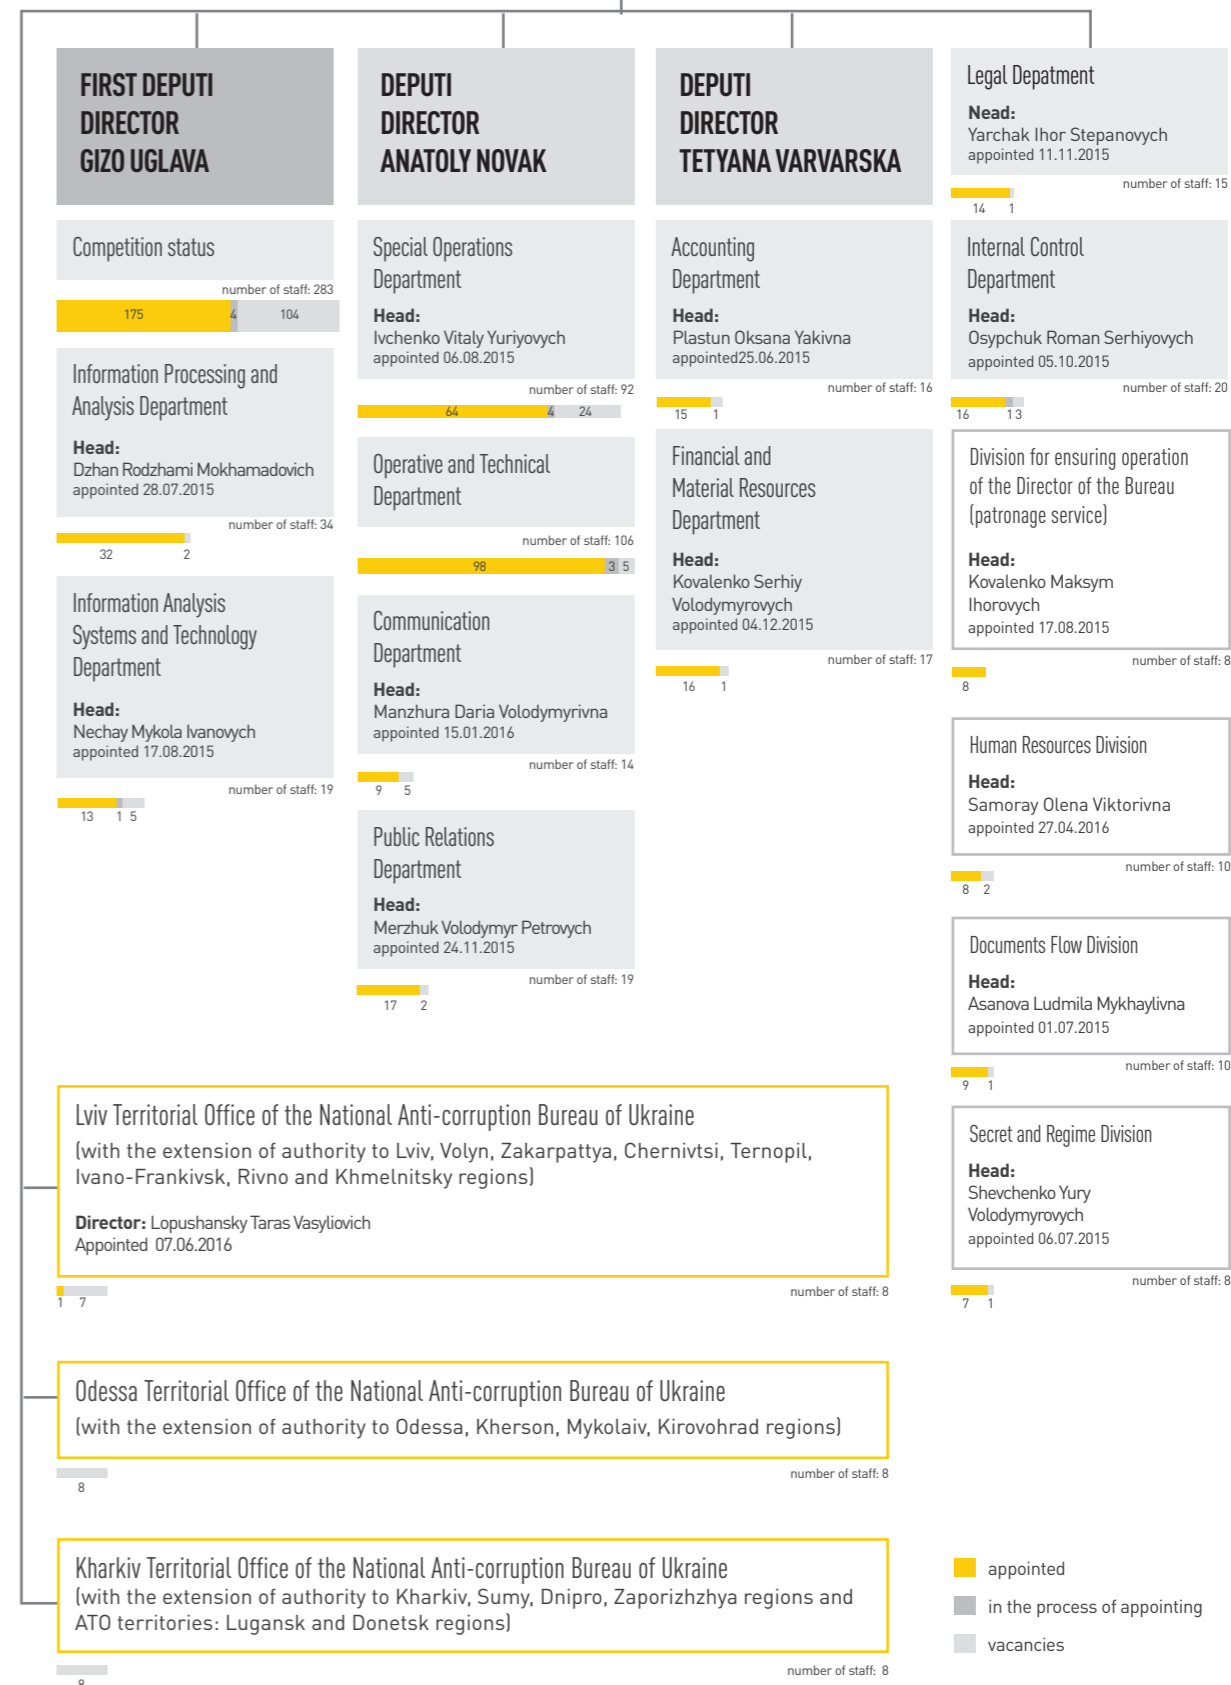 FIRST DEPUTI
DIRECTOR
GIZO UGLAVA
Competition status
number of staff: 283
175 4 104
Information Processing and
Analysis Department
Head:
Dzhan Rodzhami Mokhamadovich
appointed 28.07.2015
number of staff: 34
32 2
Information Analysis
Systems and Technology
Department
Head:
Nechay Mykola Ivanovych
appointed 17.08.2015
number of staff: 19
13 1 5
DEPUTI
DIRECTOR
ANATOLY NOVAK
Special Operations
Department
Head:
Ivchenko Vitaly Yuriyovych
appointed 06.08.2015
number of staff: 92
64 4 24
Operative and Technical
Department
number of staff: 106
98 3 5
Communication
Department
Head:
Manzhura Daria Volodymyrivna
appointed 15.01.2016
number of staff: 14
9 5
Public Relations
Department
Head:
Merzhuk Volodymyr Petrovych
appointed 24.11.2015
number of staff: 19
17 2
DEPUTI
DIRECTOR
TETYANA VARVARSKA
Accounting
Department
Head:
Plastun Oksana Yakivna
appointed25.06.2015
number of staff: 16
15 1
Financial and
Material Resources
Department
Head:
Kovalenko Serhiy
Volodymyrovych
appointed 04.12.2015
number of staff: 17
16 1
Legal Depatment
Nead:
Yarchak Ihor Stepanovych
appointed 11.11.2015
number of staff: 15
14 1
Internal Control
Department
Head:
Osypchuk Roman Serhiyovych
appointed 05.10.2015
number of staff: 20
16 1 3
Division for ensuring operation
of the Director of the Bureau
(patronage service)
Head:
Kovalenko Maksym
Ihorovych
appointed 17.08.2015
number of staff: 8
8
Human Resources Division
Head:
Samoray Olena Viktorivna
appointed 27.04.2016
number of staff: 10
8 2
Documents Flow Division
Head:
Asanova Ludmila Mykhaylivna
appointed 01.07.2015
number of staff: 10
9 1
Secret and Regime Division
Head:
Shevchenko Yury
Volodymyrovych
appointed 06.07.2015
number of staff: 8
7 1
Lviv Territorial Office of the National Anti-corruption Bureau of Ukraine
(with the extension of authority to Lviv, Volyn, Zakarpattya, Chernivtsi, Ternopil,
Ivano-Frankivsk, Rivno and Khmelnitsky regions)
Director: Lopushansky Taras Vasyliovich
Appointed 07.06.2016
number of staff: 8
1 7
Odessa Territorial Office of the National Anti-corruption Bureau of Ukraine
(with the extension of authority to Odessa, Kherson, Mykolaiv, Kirovohrad regions)
number of staff: 8
8
Kharkiv Territorial Office of the National Anti-corruption Bureau of Ukraine
(with the extension of authority to Kharkiv, Sumy, Dnipro, Zaporizhzhya regions and
ATO territories: Lugansk and Donetsk regions)
number of staff: 8
8
appointed
in the process of appointing
vacancies